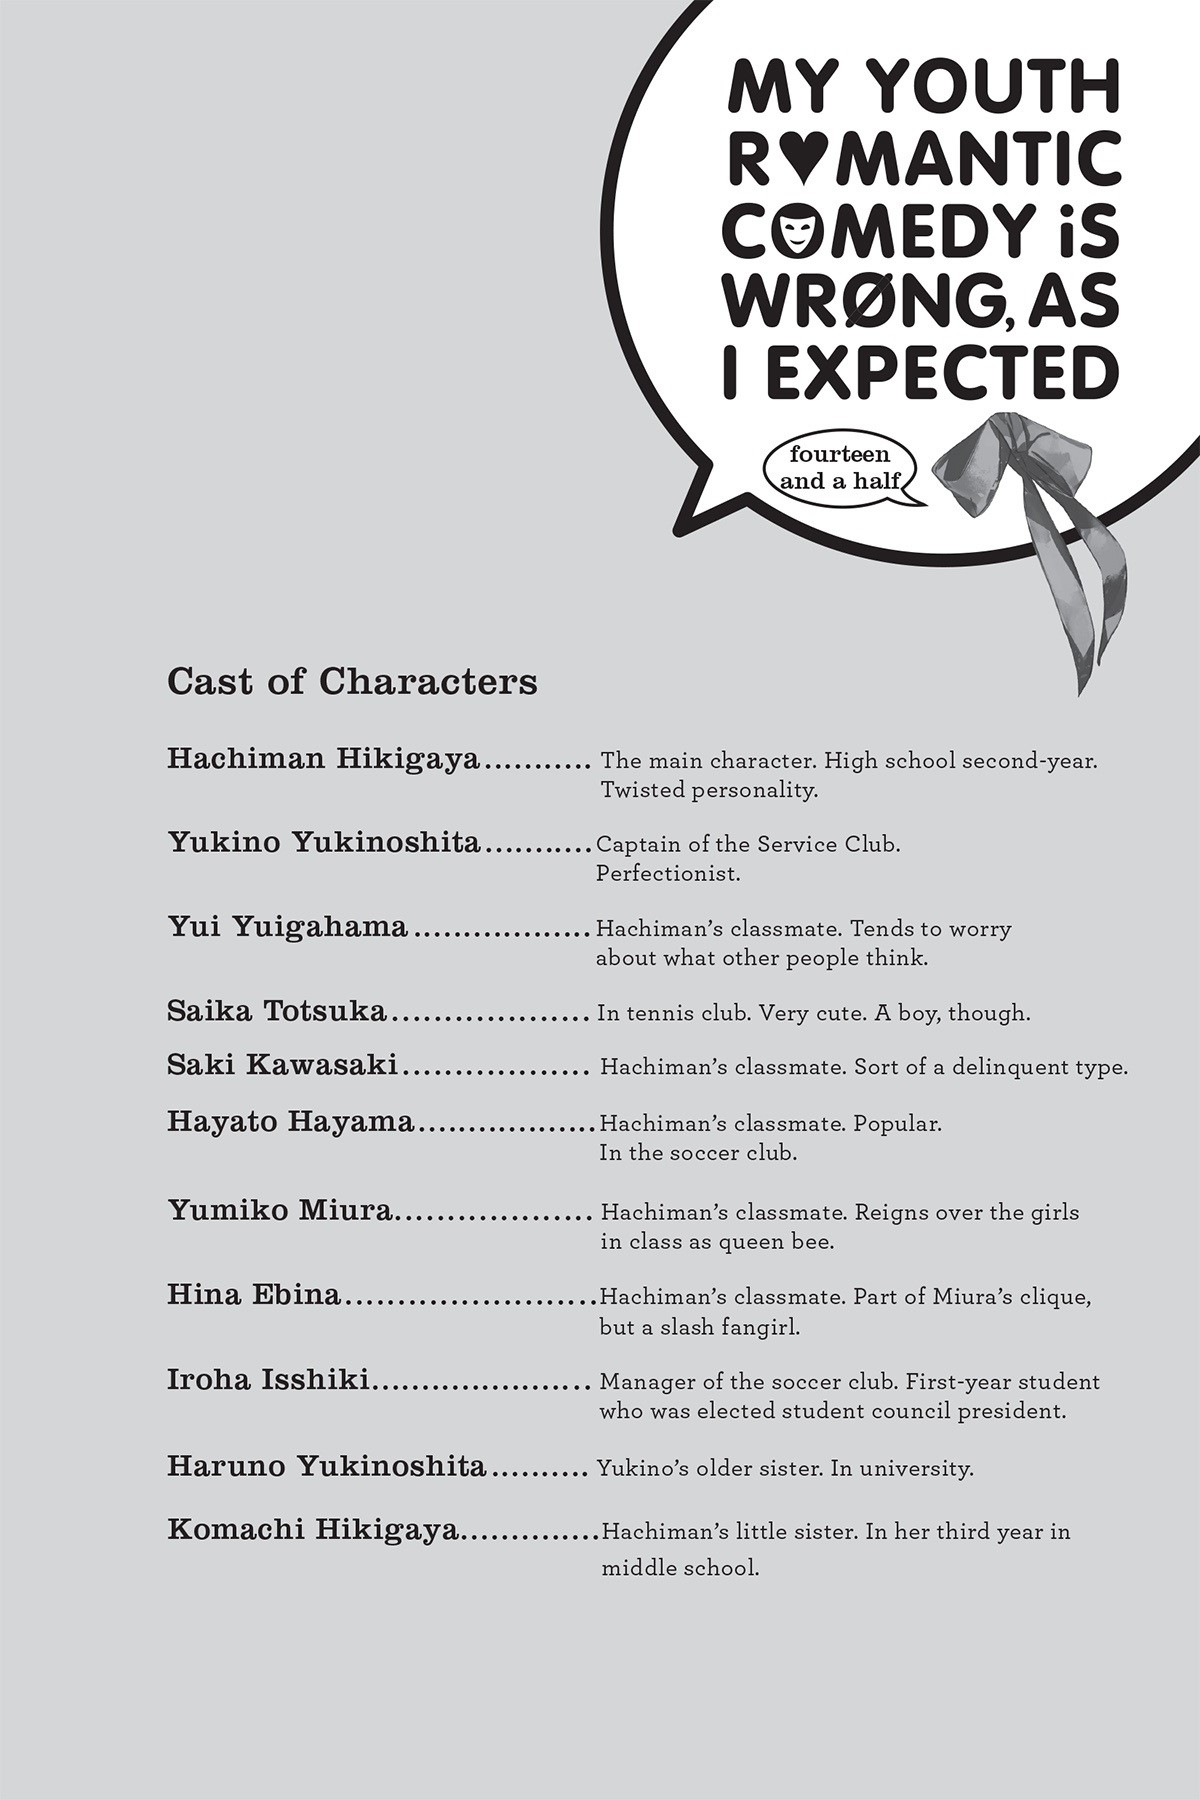 MY YOUTH
R♥MANTIC
COMEDY iS
WRØNG, AS
I EXPECTED
fourteen
and a half
Cast of Characters
Hachiman Hikigaya........... The main character. High school second-year.
Twisted personality.
Yukino Yukinoshita...........Captain of the Service Club.
Perfectionist.
Yui Yuigahama..................Hachiman’s classmate. Tends to worry
about what other people think.
Saika Totsuka................... In tennis club. Very cute. A boy, though.
Saki Kawasaki.................. Hachiman’s classmate. Sort of a delinquent type.
Hayato Hayama..................Hachiman’s classmate. Popular.
In the soccer club.
Yumiko Miura................... Hachiman’s classmate. Reigns over the girls
in class as queen bee.
Hina Ebina........................Hachiman’s classmate. Part of Miura’s clique,
but a slash fangirl.
Iroha Isshiki...................... Manager of the soccer club. First-year student
who was elected student council president.
Haruno Yukinoshita.......... Yukino’s older sister. In university.
Komachi Hikigaya..............Hachiman’s little sister. In her third year in
middle school.